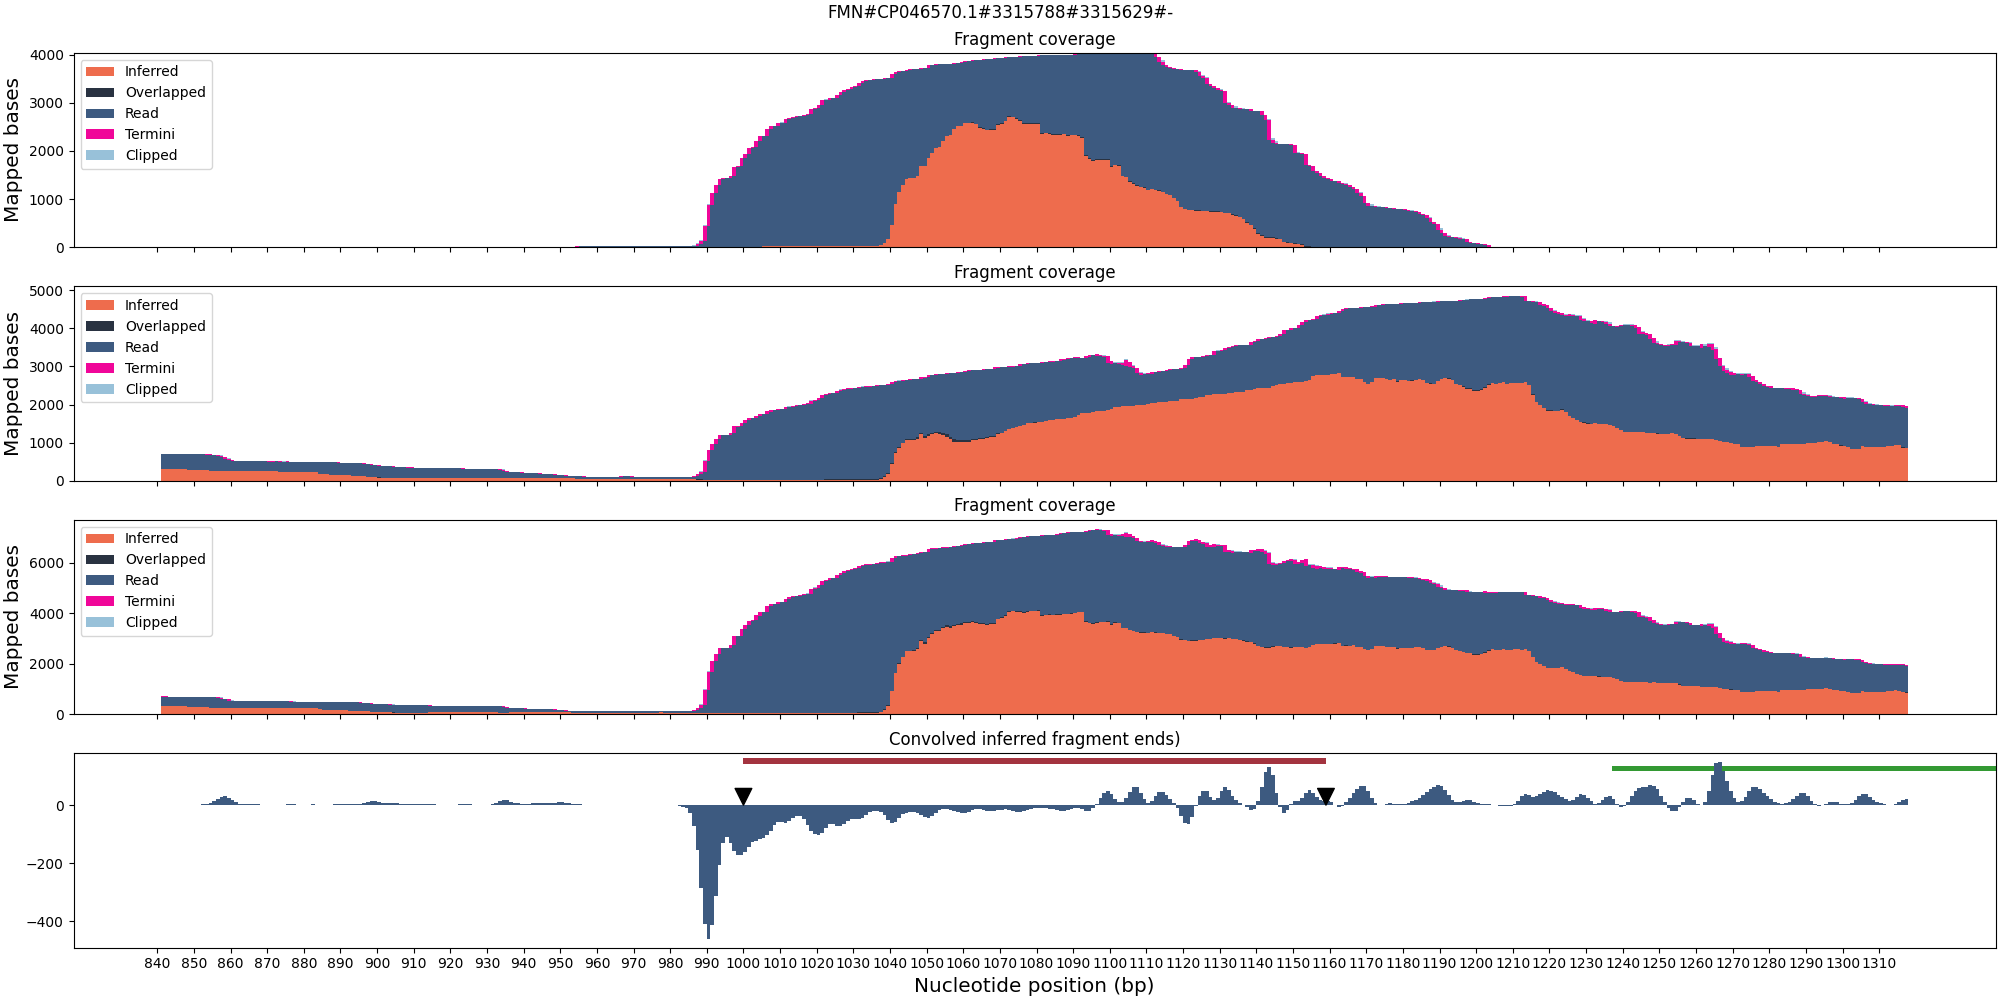 FMN#CP046570.1#3315788#3315629#-
Fragment coverage
4000
3000
2000
1000
0
Mapped bases
Inferred
Overlapped
Read
Termini
Clipped
Fragment coverage
5000
4000
3000
2000
1000
0
Mapped bases
Inferred
Overlapped
Read
Termini
Clipped
Fragment coverage
6000
4000
2000
0
Mapped bases
Inferred
Overlapped
Read
Termini
Clipped
Convolved inferred fragment ends)
0
−200
−400
840 850 860 870 880 890 900 910 920 930 940 950 960 970 980 990 1000 1010 1020 1030 1040 1050 1060 1070 1080 1090 1100 1110 1120 1130 1140 1150 1160 1170 1180 1190 1200 1210 1220 1230 1240 1250 1260 1270 1280 1290 1300 1310
Nucleotide position (bp)